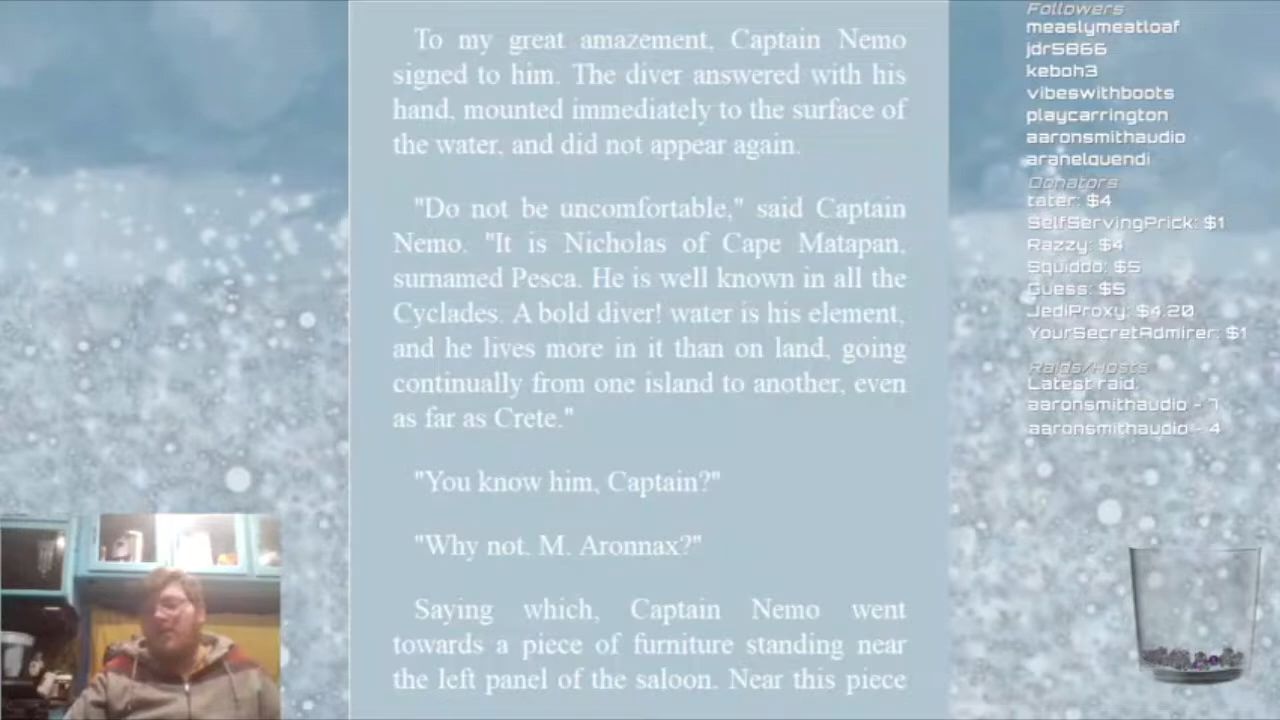 To my great amazement, Captain Nemo
signed to him. The diver answered with his
hand, mounted immediately to the surface of
the water, and did not appear again.
"Do not be uncomfortable," said Captain
Nemo. "It is Nicholas of Cape Matapan,
surnamed Pesca. He is well known in all the
Cyclades. A bold diver! water is his element,
and he lives more in it than on land, going
continually from one island to another, even
as far as Crete."
"You know him, Captain?"
"Why not, M. Aronnax?"
Saying which, Captain Nemo went
towards a piece of furniture standing near
the left panel of the saloon. Near this piece
Followers
measlymeatloaf
jdr5866
keboh3
vibeswithboots
playcarrington
aaronsmithaudio
aranelquendi
Donators
tater: $4
SelfServingPrick: $1
Razzy: $4
Squidoo: $5
Guess: $5
JediProxy: $4.20
YourSecretAdmirer: $1
Raids/Hosts
Latest raid:
aaronsmithaudio - 7
aaronsmithaudio - 4